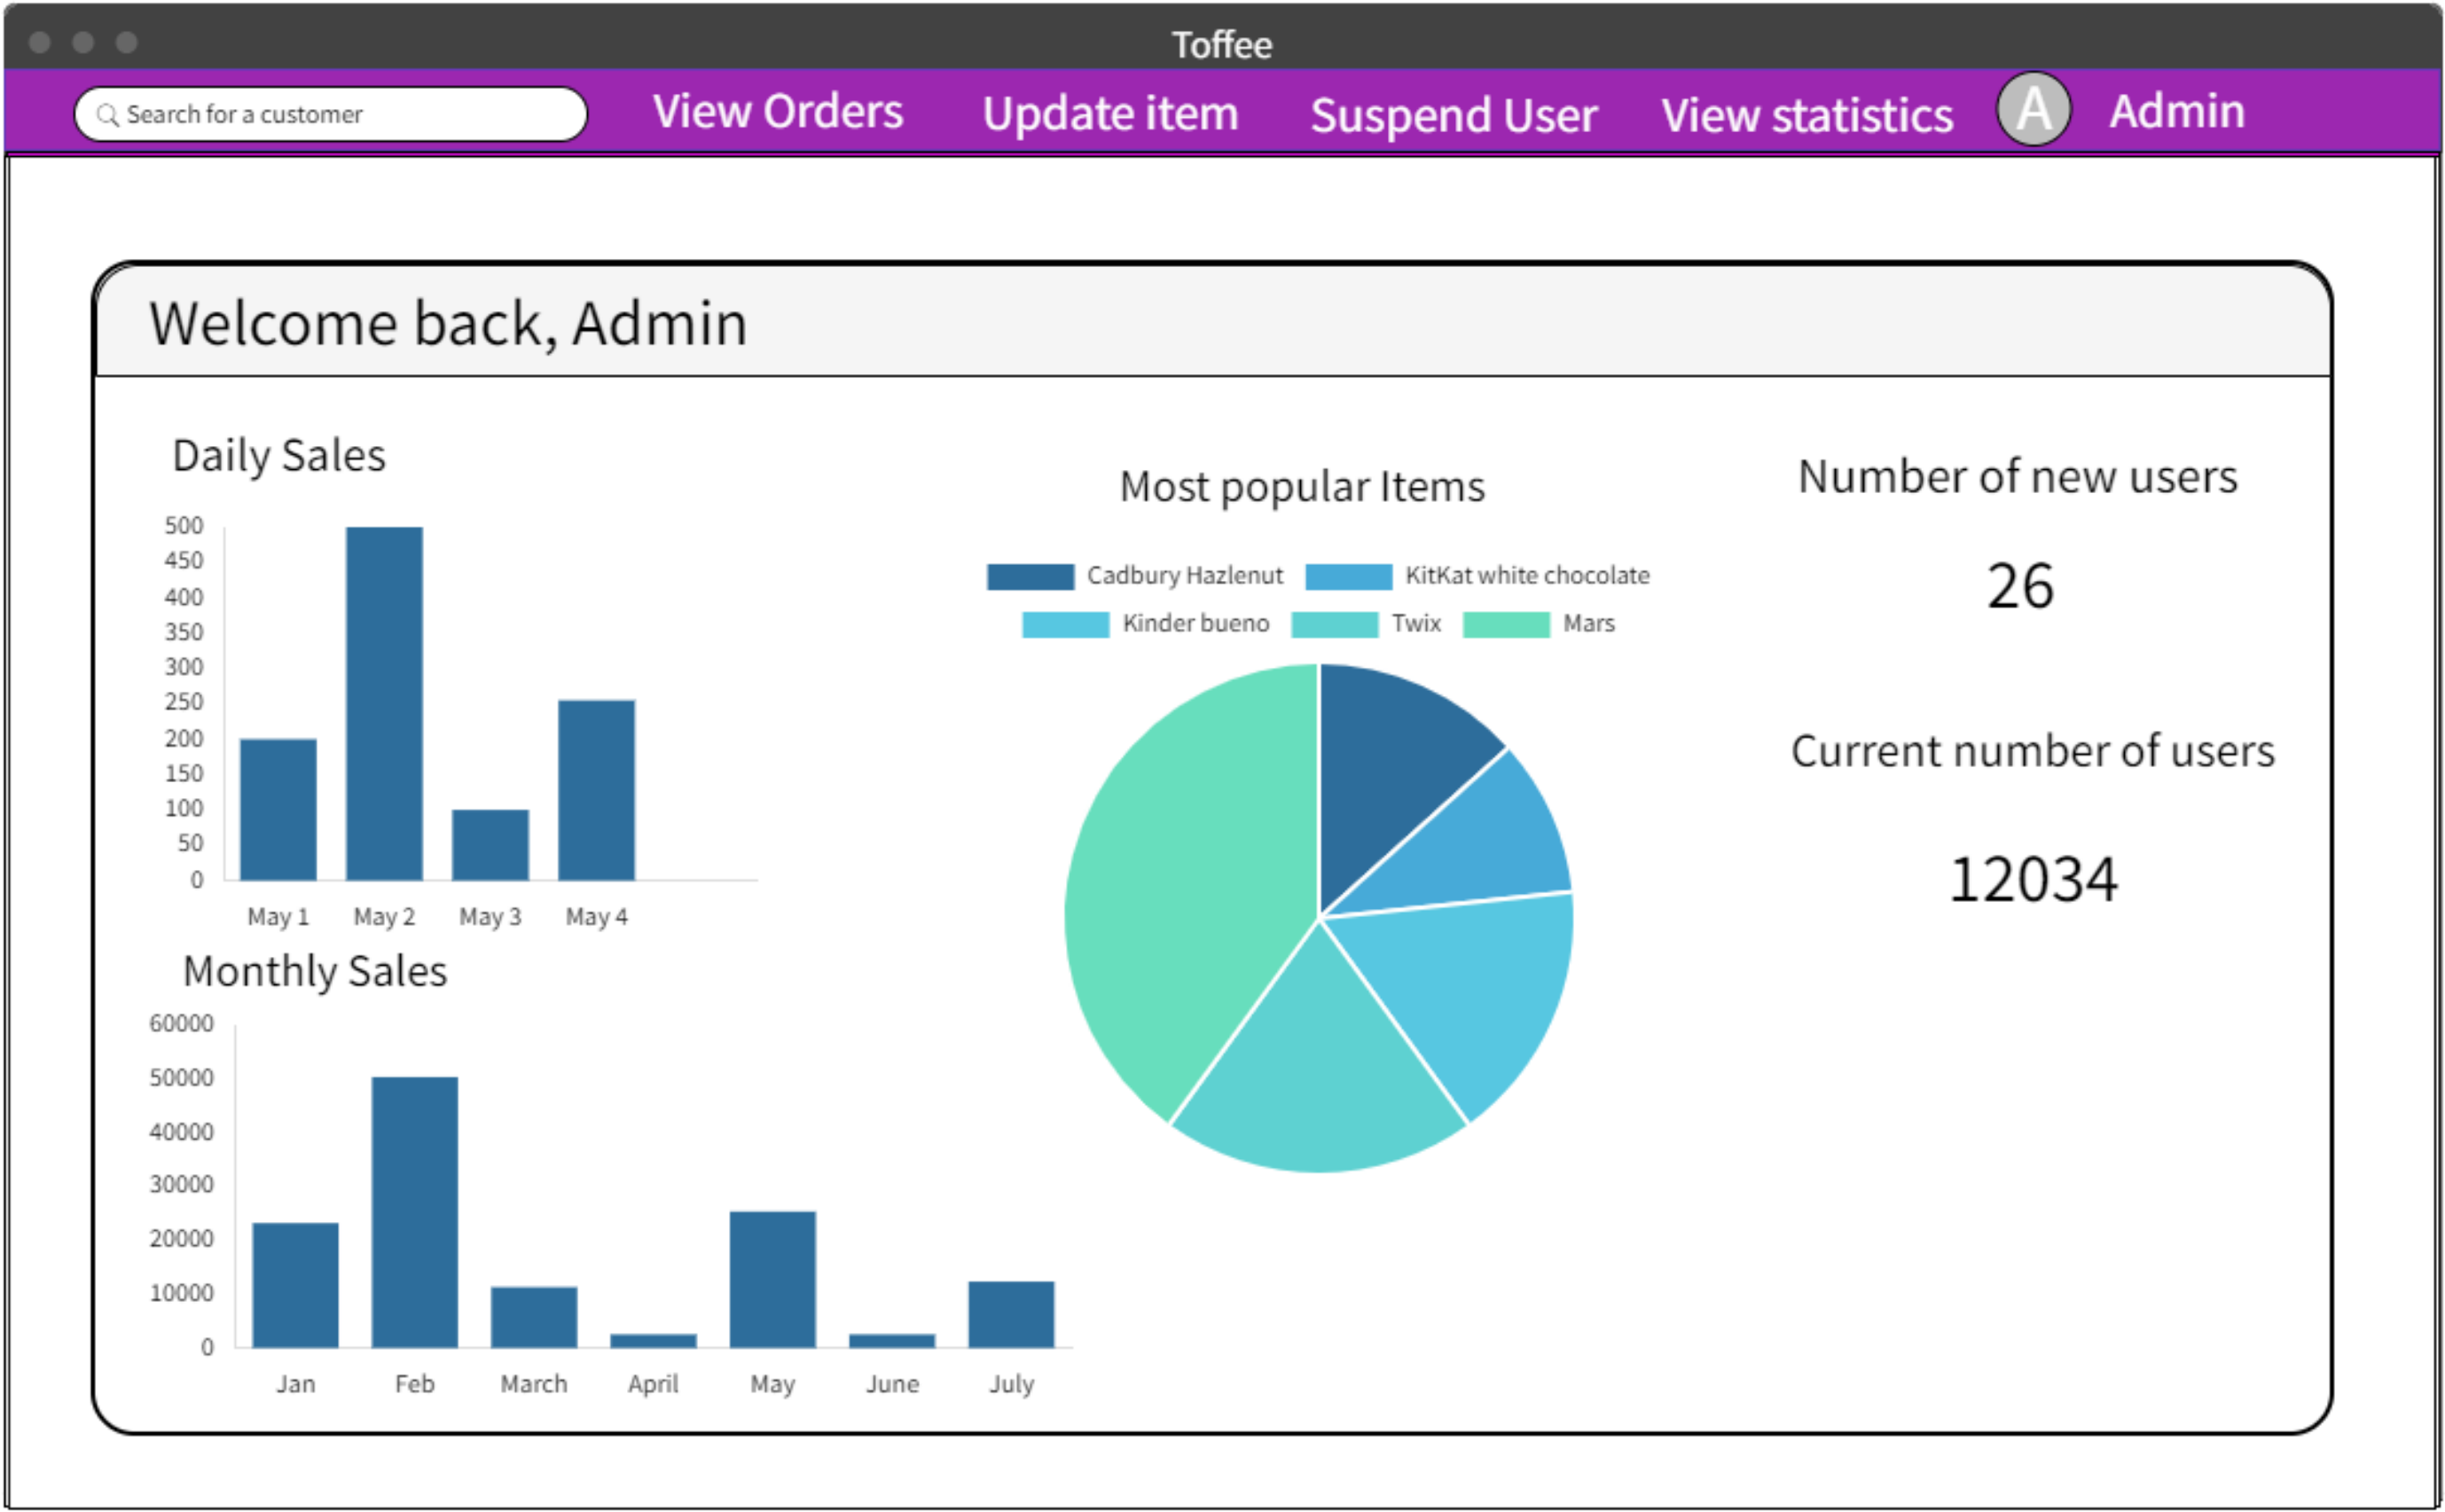 Toffee
Search for a customer
View Orders
Update item
Suspend User
View statistics
A
Admin
Welcome back, Admin
Daily Sales
500
450
400
350
300
250
200
150
100
50
0
May 1 May 2 May 3 May 4
Monthly Sales
60000
50000
40000
30000
20000
10000
0
Jan Feb March April May June July
Most popular Items
Cadbury Hazlenut KitKat white chocolate
Kinder bueno Twix Mars
Number of new users
26
Current number of users
12034